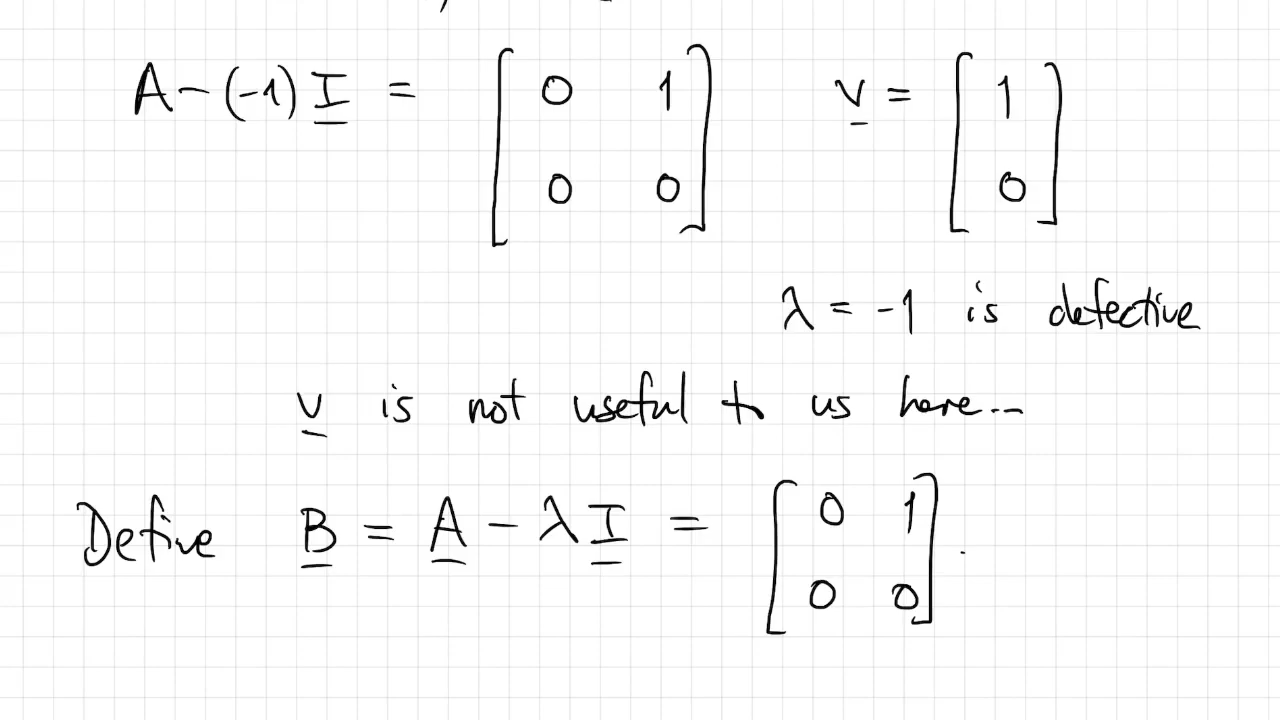 A - (-1) I = [ 0 1 ; 0 0 ] v = [ 1 ; 0 ]
λ = -1 is defective
v is not useful to us here...
Define B = A - λ I = [ 0 1 ; 0 0 ] .